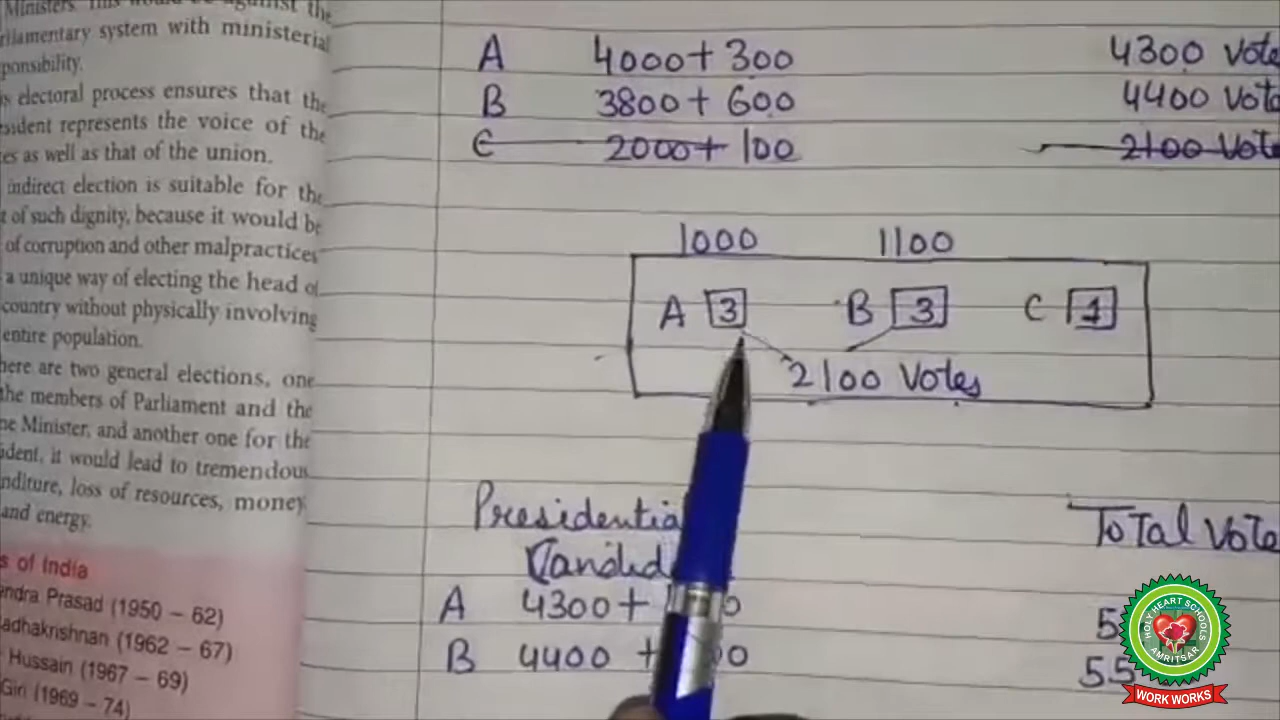 Ministers. This would be against the
parliamentary system with ministerial
responsibility.
electoral process ensures that the
President represents the voice of the
as well as that of the union.
indirect election is suitable for the
of such dignity, because it would be
of corruption and other malpractices
a unique way of electing the head of
country without physically involving
entire population.
there are two general elections, one
the members of Parliament and the
Minister, and another one for the
it would lead to tremendous
loss of resources, money
and energy.
of India
Prasad (1950 – 62)
(1962 – 67)
Hussain (1967 – 69)
Giri (1969 – 74)
A 4000+ 300 4300 Vote
B 3800+ 600 4400 Vote
C 2000+ 100 2100 Vote
1000 1100
A 3 B 3 C 1
2100 Votes
Presidential Total Vote
A 4300+
B 4400 +
HOLY HEART SCHOOLS
AMRITSAR
WORK WORKS